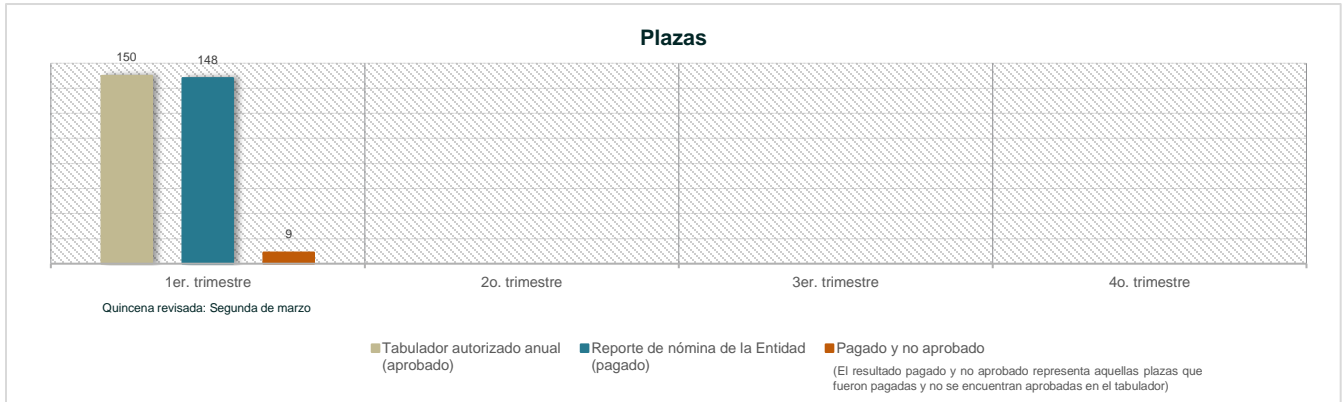 Plazas
150
148
9
1er. trimestre
2o. trimestre
3er. trimestre
4o. trimestre
Quincena revisada: Segunda de marzo
Tabulador autorizado anual
(aprobado)
Reporte de nómina de la Entidad
(pagado)
Pagado y no aprobado
(El resultado pagado y no aprobado representa aquellas plazas que
fueron pagadas y no se encuentran aprobadas en el tabulador)